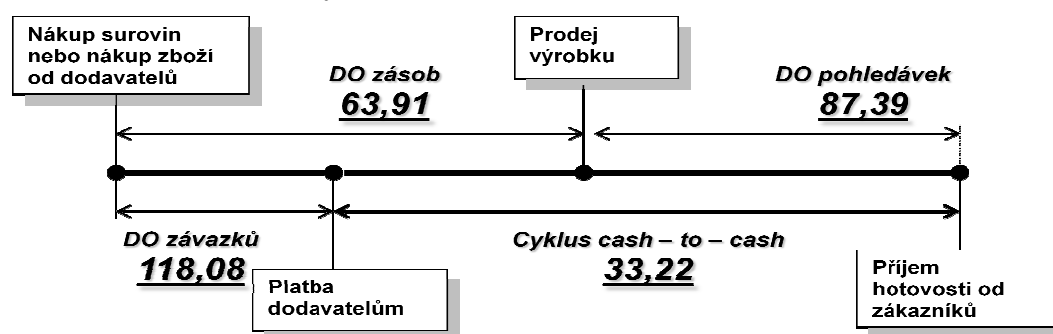 Nákup surovin
nebo nákup zboží
od dodavatelů
Prodej
výrobku
DO zásob
63,91
DO pohledávek
87,39
DO závazků
118,08
Cyklus cash – to – cash
33,22
Platba
dodavatelům
Příjem
hotovosti od
zákazníků